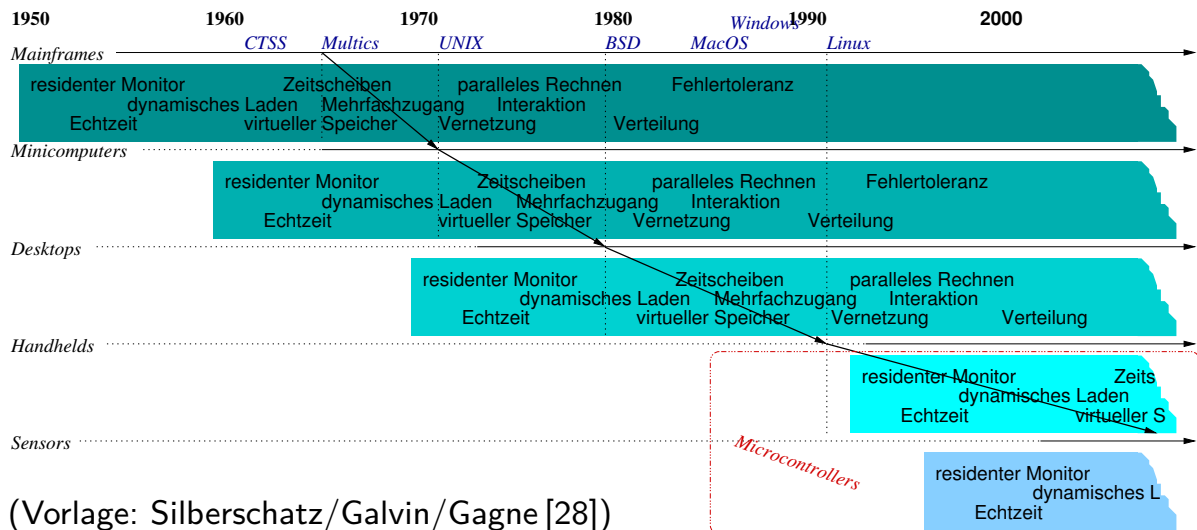 1950 1960 1970 1980 1990 2000
Windows
CTSS Multics UNIX BSD MacOS Linux
Mainframes
residenter Monitor Zeitscheiben paralleles Rechnen Fehlertoleranz
dynamisches Laden Mehrfachzugang Interaktion
Echtzeit virtueller Speicher Vernetzung Verteilung
Minicomputers
residenter Monitor Zeitscheiben paralleles Rechnen Fehlertoleranz
dynamisches Laden Mehrfachzugang Interaktion
Echtzeit virtueller Speicher Vernetzung Verteilung
Desktops
residenter Monitor Zeitscheiben paralleles Rechnen
dynamisches Laden Mehrfachzugang Interaktion
Echtzeit virtueller Speicher Vernetzung Verteilung
Handhelds
residenter Monitor Zeits
dynamisches Laden
Echtzeit virtueller S
Sensors
Microcontrollers
residenter Monitor
dynamisches L
Echtzeit
(Vorlage: Silberschatz/Galvin/Gagne [28])